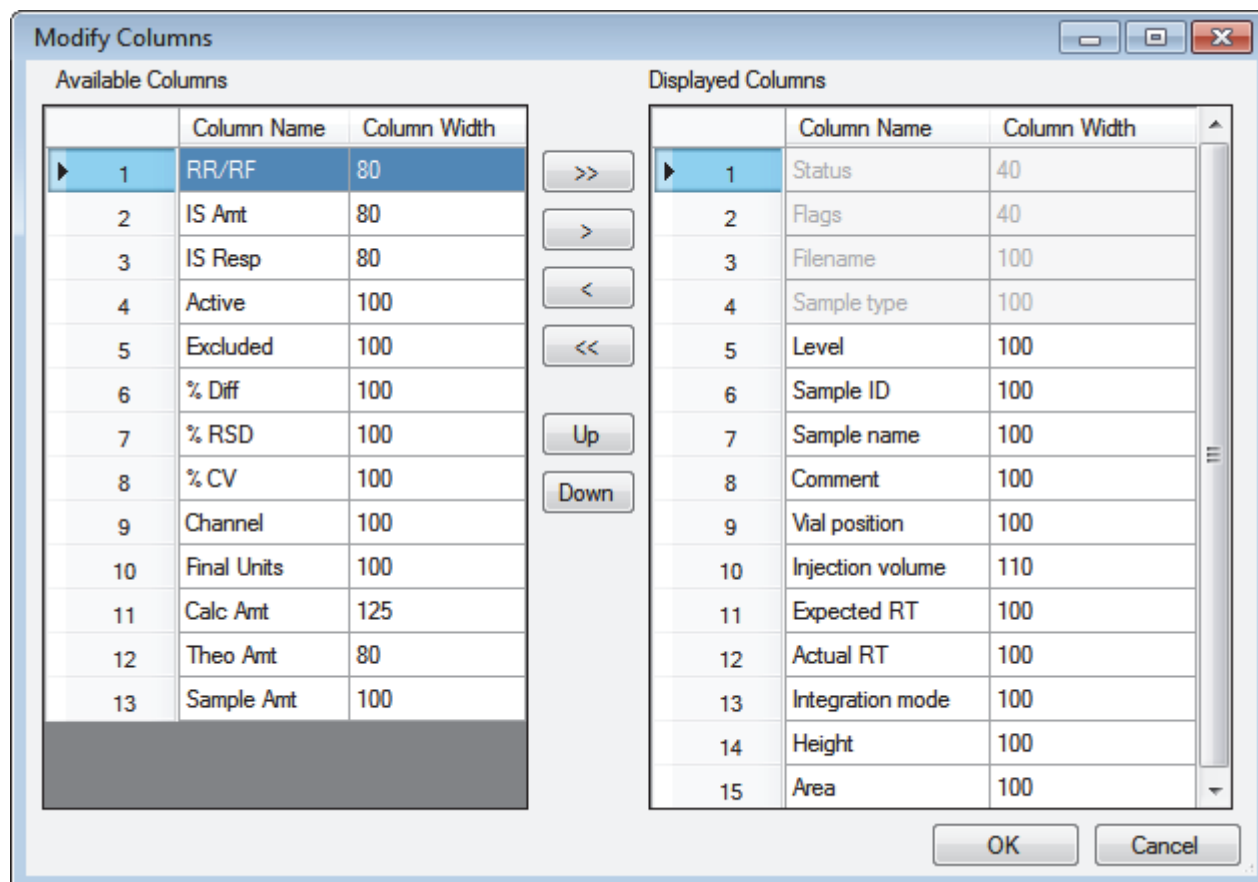 Modify Columns
Available Columns
Column Name Column Width
1 RR/RF 80
2 IS Amt 80
3 IS Resp 80
4 Active 100
5 Excluded 100
6 % Diff 100
7 % RSD 100
8 % CV 100
9 Channel 100
10 Final Units 100
11 Calc Amt 125
12 Theo Amt 80
13 Sample Amt 100
>>
>
<
<<
Up
Down
Displayed Columns
Column Name Column Width
1 Status 40
2 Flags 40
3 Filename 100
4 Sample type 100
5 Level 100
6 Sample ID 100
7 Sample name 100
8 Comment 100
9 Vial position 100
10 Injection volume 110
11 Expected RT 100
12 Actual RT 100
13 Integration mode 100
14 Height 100
15 Area 100
OK Cancel